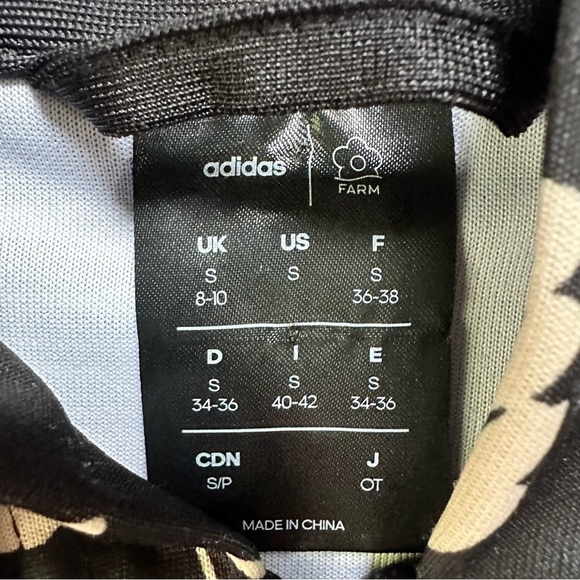 adidas
FARM
UK US F
S S S
8-10 36-38
D I E
S S S
34-36 40-42 34-36
CDN J
S/P OT
MADE IN CHINA